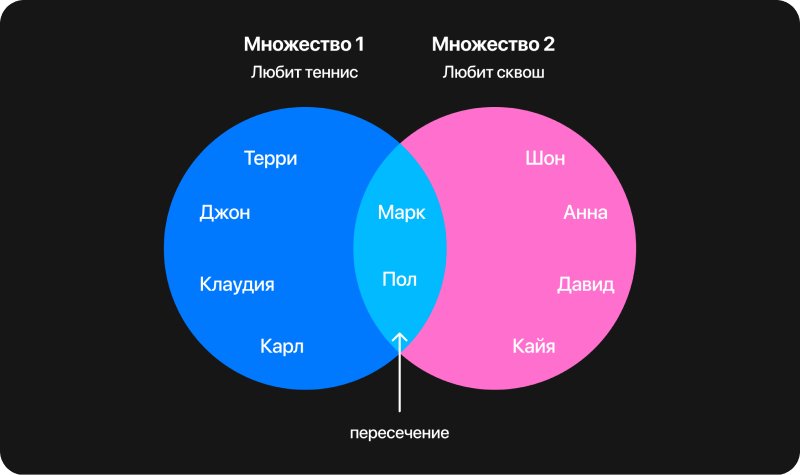 Множество 1
Любит теннис
Множество 2
Любит сквош
Терри
Джон
Клаудия
Карл
Марк
Пол
Шон
Анна
Давид
Кайя
пересечение